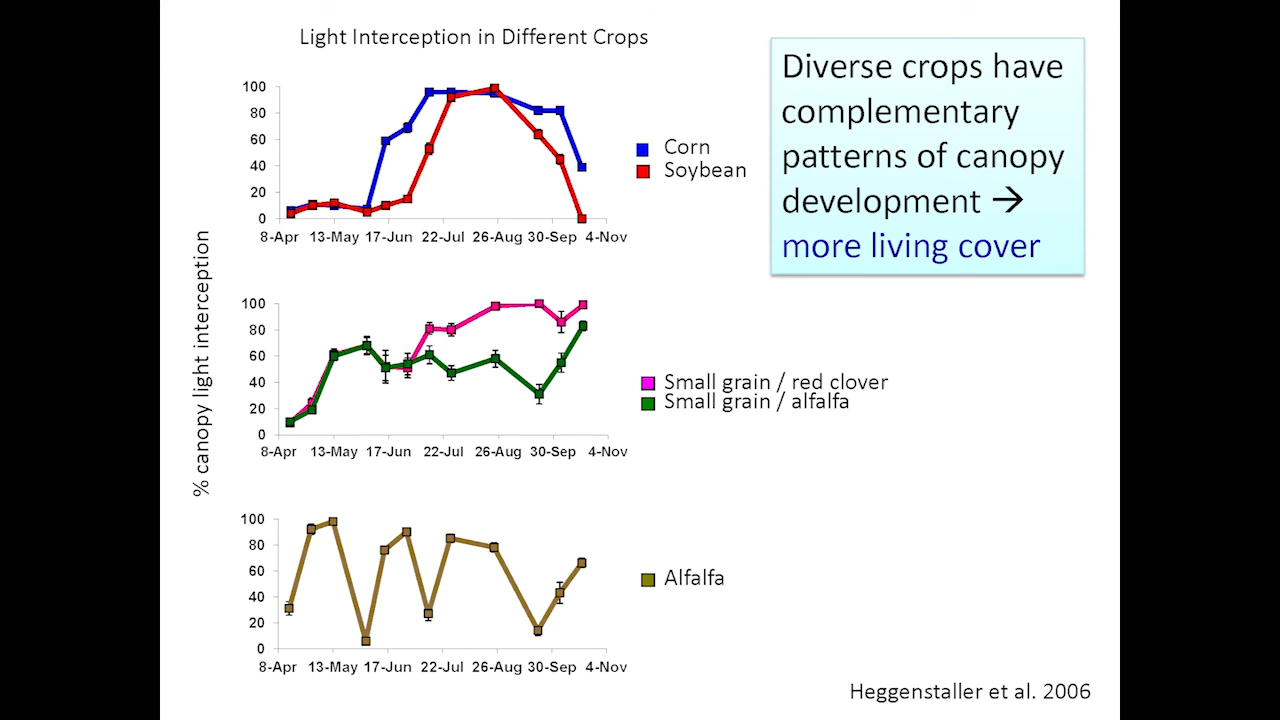 Light Interception in Different Crops
Diverse crops have
complementary
patterns of canopy
development →
more living cover
% canopy light interception
100
80
60
40
20
0
8-Apr 13-May 17-Jun 22-Jul 26-Aug 30-Sep 4-Nov
Corn
Soybean
100
80
60
40
20
0
8-Apr 13-May 17-Jun 22-Jul 26-Aug 30-Sep 4-Nov
Small grain / red clover
Small grain / alfalfa
100
80
60
40
20
0
8-Apr 13-May 17-Jun 22-Jul 26-Aug 30-Sep 4-Nov
Alfalfa
Heggenstaller et al. 2006